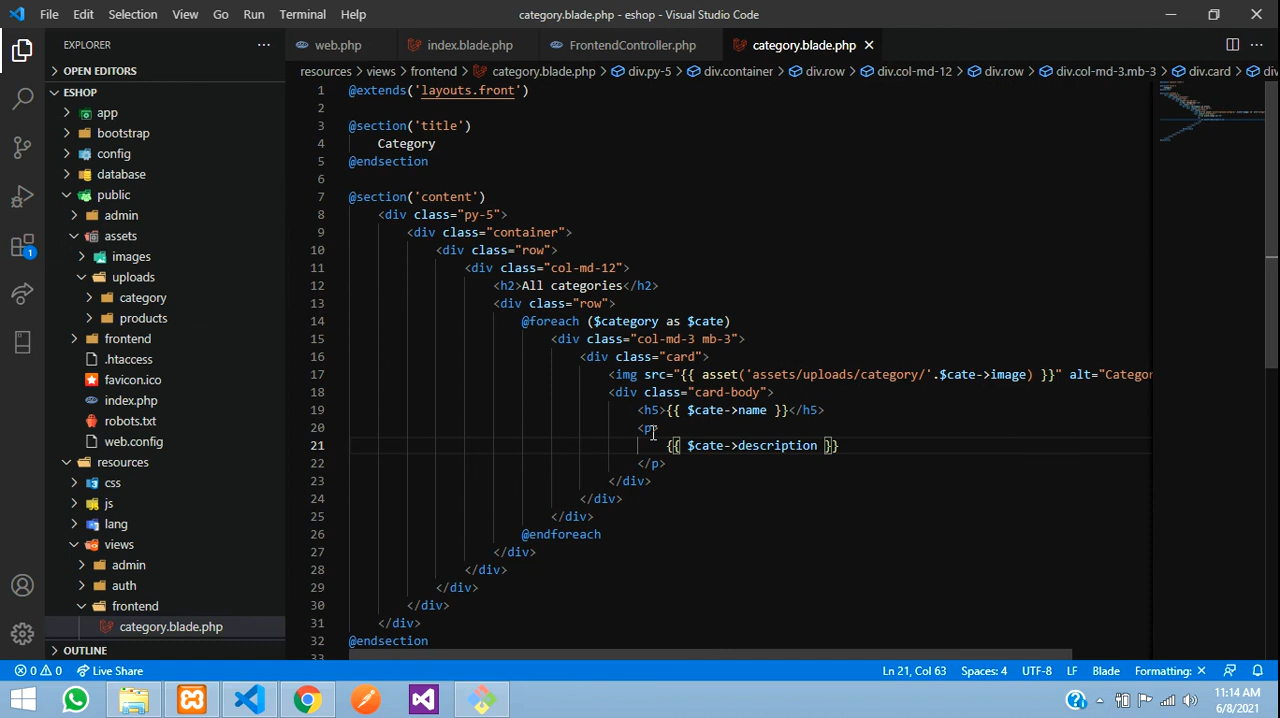 File Edit Selection View Go Run Terminal Help category.blade.php - eshop - Visual Studio Code
EXPLORER ··· web.php index.blade.php FrontendController.php category.blade.php ···
OPEN EDITORS
resources > views > frontend > category.blade.php > div.py-5 > div.container > div.row > div.col-md-12 > div.row > div.col-md-3.mb-3 > div.card > di
ESHOP
app
bootstrap
config
database
public
admin
assets
images
uploads
category
products
frontend
.htaccess
favicon.ico
index.php
robots.txt
web.config
resources
css
js
lang
views
admin
auth
frontend
category.blade.php
OUTLINE
1 @extends('layouts.front')
2
3 @section('title')
4 Category
5 @endsection
6
7 @section('content')
8 <div class="py-5">
9 <div class="container">
10 <div class="row">
11 <div class="col-md-12">
12 <h2>All categories</h2>
13 <div class="row">
14 @foreach ($category as $cate)
15 <div class="col-md-3 mb-3">
16 <div class="card">
17 <img src="{{ asset('assets/uploads/category/'.$cate->image) }}" alt="Categor
18 <div class="card-body">
19 <h5>{{ $cate->name }}</h5>
20 <p>
21 {{ $cate->description }}
22 </p>
23 </div>
24 </div>
25 </div>
26 @endforeach
27 </div>
28 </div>
29 </div>
30 </div>
31 </div>
32 @endsection
33
1
0 0 Live Share Ln 21, Col 63 Spaces: 4 UTF-8 LF Blade Formatting: ×
11:14 AM
6/8/2021